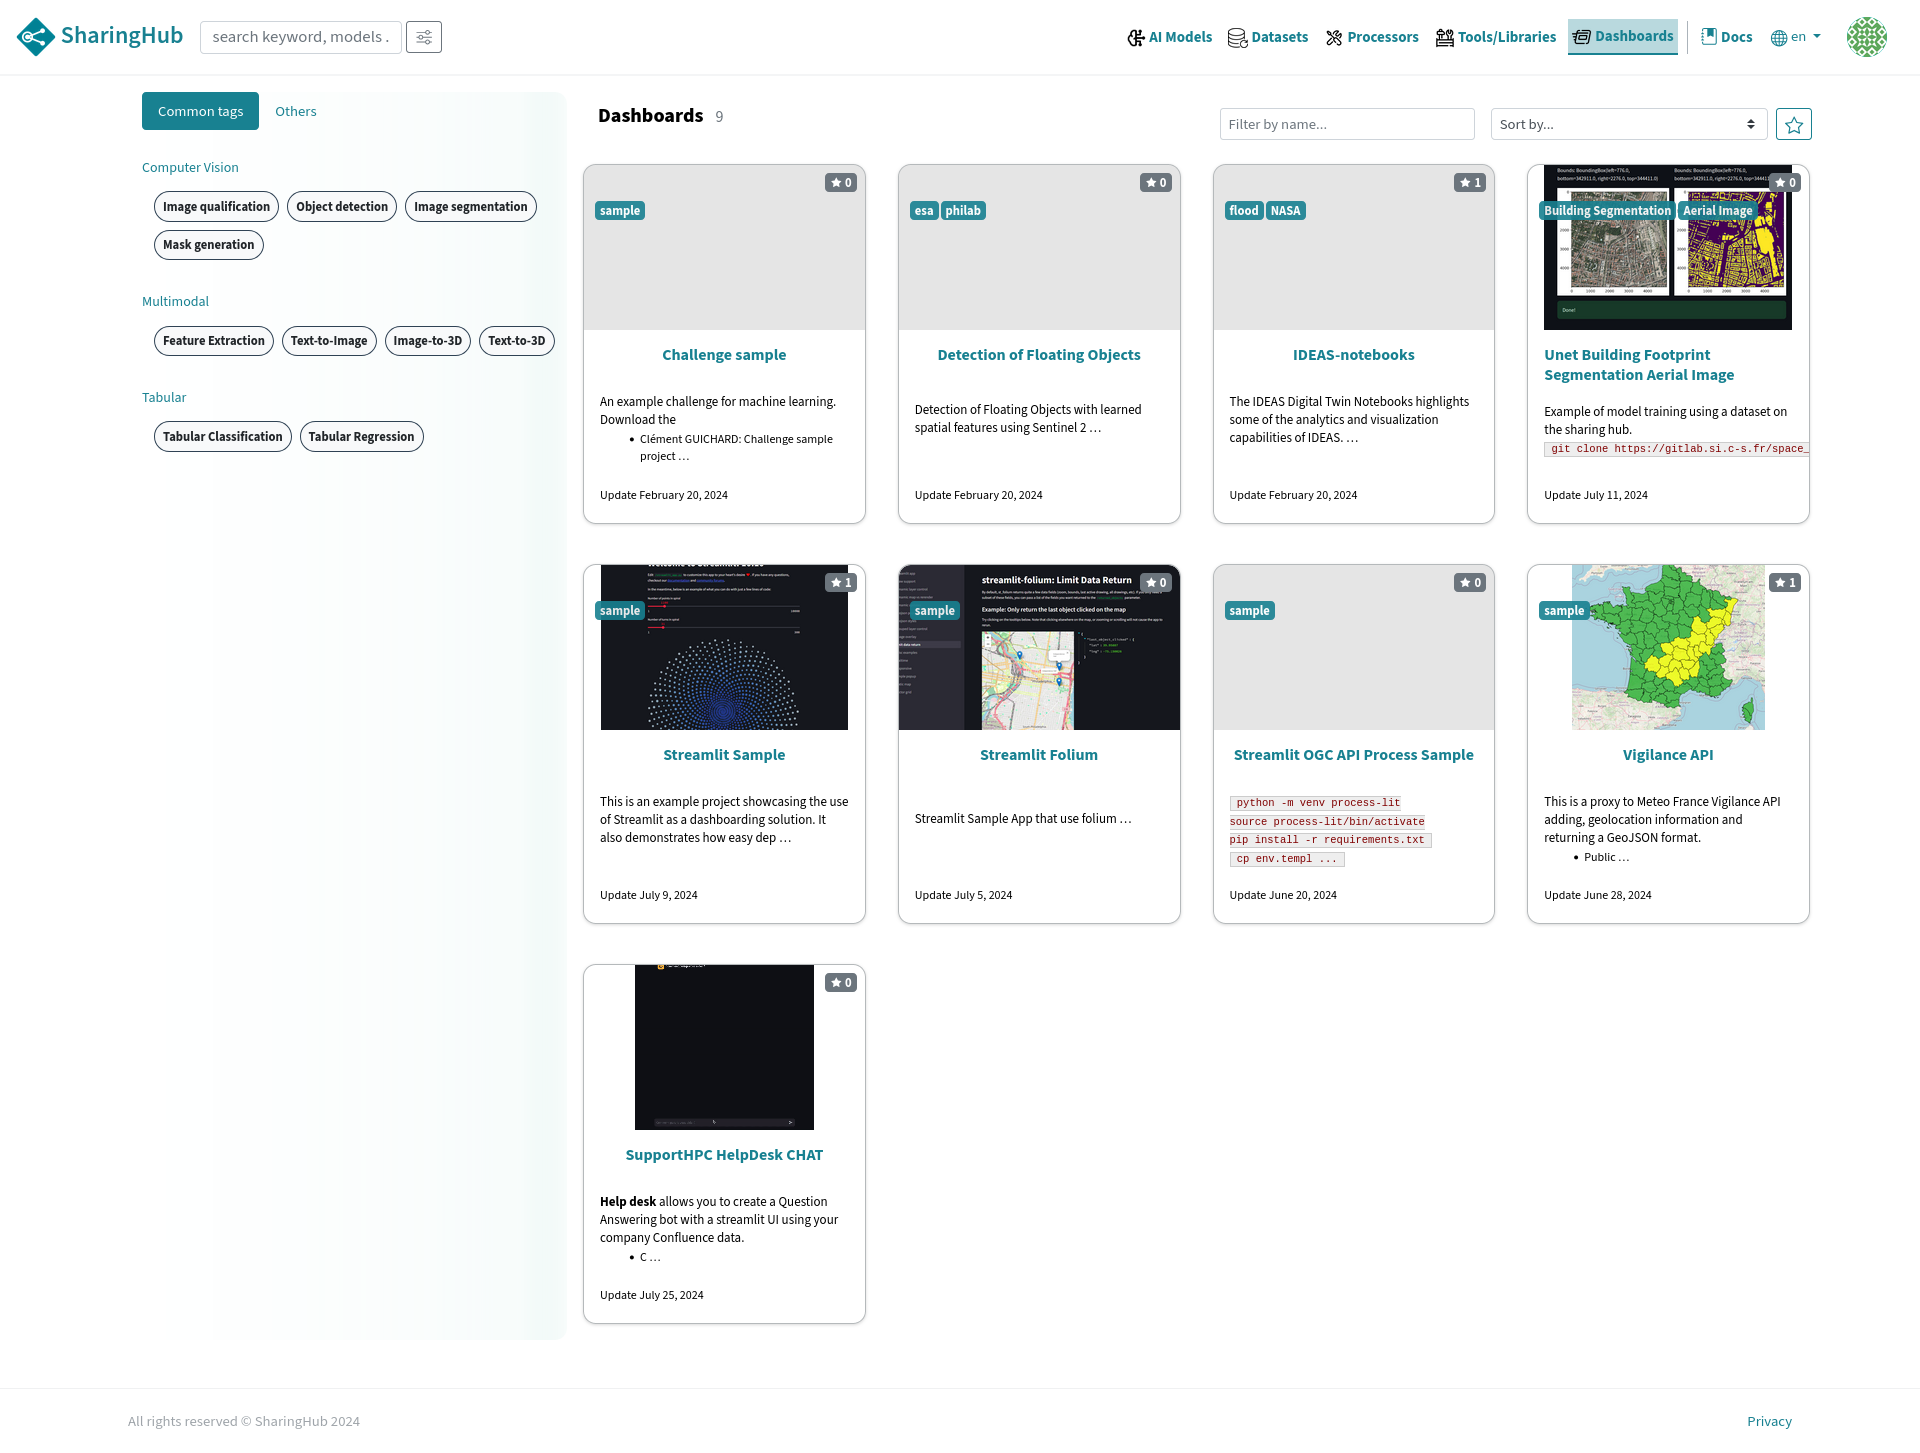 SharingHub
search keyword, models .
AI Models
Datasets
Processors
Tools/Libraries
Dashboards
Docs
en
Common tags
Others
Computer Vision
Image qualification
Object detection
Image segmentation
Mask generation
Multimodal
Feature Extraction
Text-to-Image
Image-to-3D
Text-to-3D
Tabular
Tabular Classification
Tabular Regression
Dashboards 9
Filter by name...
Sort by...
0
sample
Challenge sample
An example challenge for machine learning.
Download the
• Clément GUICHARD: Challenge sample
project …
Update February 20, 2024
0
esa philab
Detection of Floating Objects
Detection of Floating Objects with learned
spatial features using Sentinel 2 …
Update February 20, 2024
1
flood NASA
IDEAS-notebooks
The IDEAS Digital Twin Notebooks highlights
some of the analytics and visualization
capabilities of IDEAS. …
Update February 20, 2024
0
Building Segmentation Aerial Image
Done!
Unet Building Footprint
Segmentation Aerial Image
Example of model training using a dataset on
the sharing hub.
git clone https://gitlab.si.c-s.fr/space_
Update July 11, 2024
1
sample
Streamlit Sample
This is an example project showcasing the use
of Streamlit as a dashboarding solution. It
also demonstrates how easy dep …
Update July 9, 2024
0
sample
streamlit-folium: Limit Data Return
Example: Only return the last object clicked on the map
Streamlit Folium
Streamlit Sample App that use folium …
Update July 5, 2024
0
sample
Streamlit OGC API Process Sample
python -m venv process-lit
source process-lit/bin/activate
pip install -r requirements.txt
cp env.templ ...
Update June 20, 2024
1
sample
Vigilance API
This is a proxy to Meteo France Vigilance API
adding, geolocation information and
returning a GeoJSON format.
• Public …
Update June 28, 2024
0
SupportHPC HelpDesk CHAT
Help desk allows you to create a Question
Answering bot with a streamlit UI using your
company Confluence data.
• C …
Update July 25, 2024
All rights reserved © SharingHub 2024
Privacy